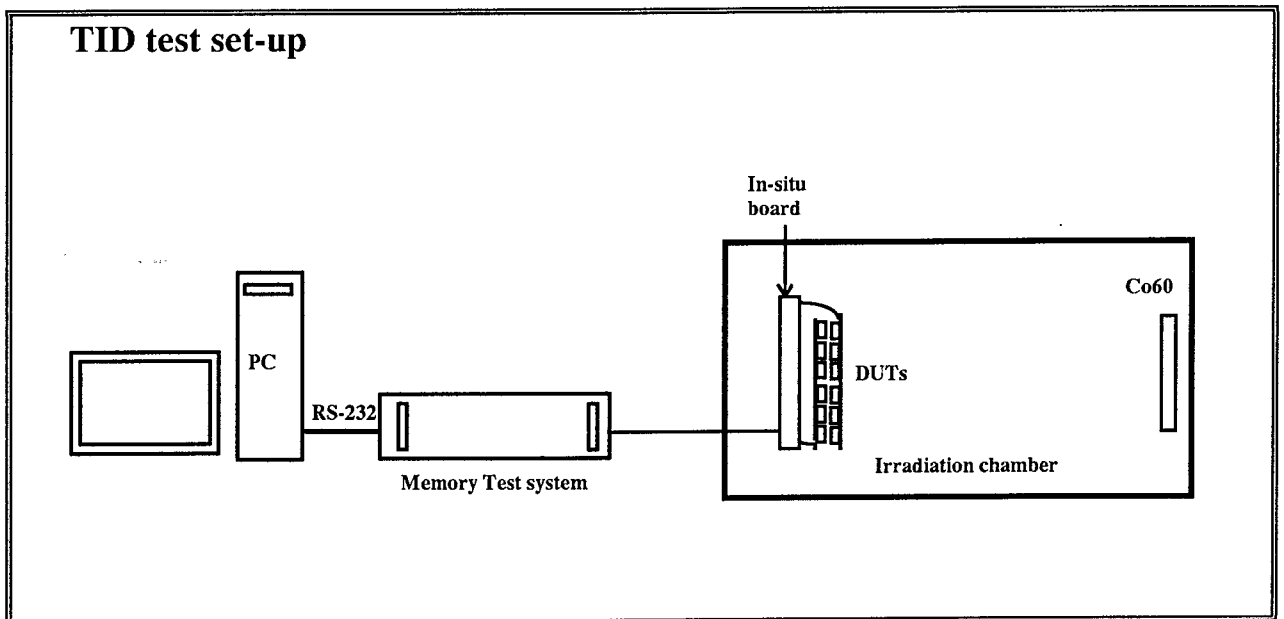 TID test set-up
In-situ
board
Co60
PC
DUTs
RS-232
Irradiation chamber
Memory Test system